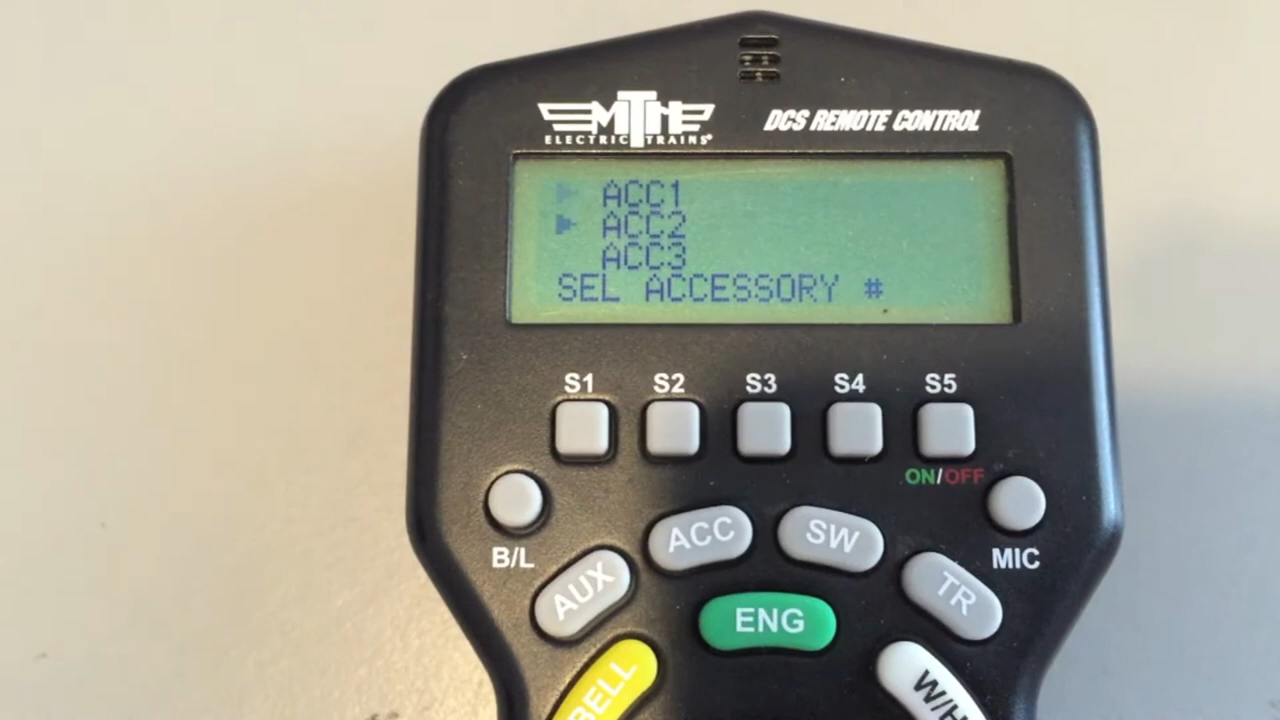 MTH
ELECTRIC TRAINS®
DCS REMOTE CONTROL
ACC1
ACC2
ACC3
SEL ACCESSORY #
S1 S2 S3 S4 S5
ON/OFF
B/L
MIC
ACC
SW
AUX
TR
ENG
BELL
W/H